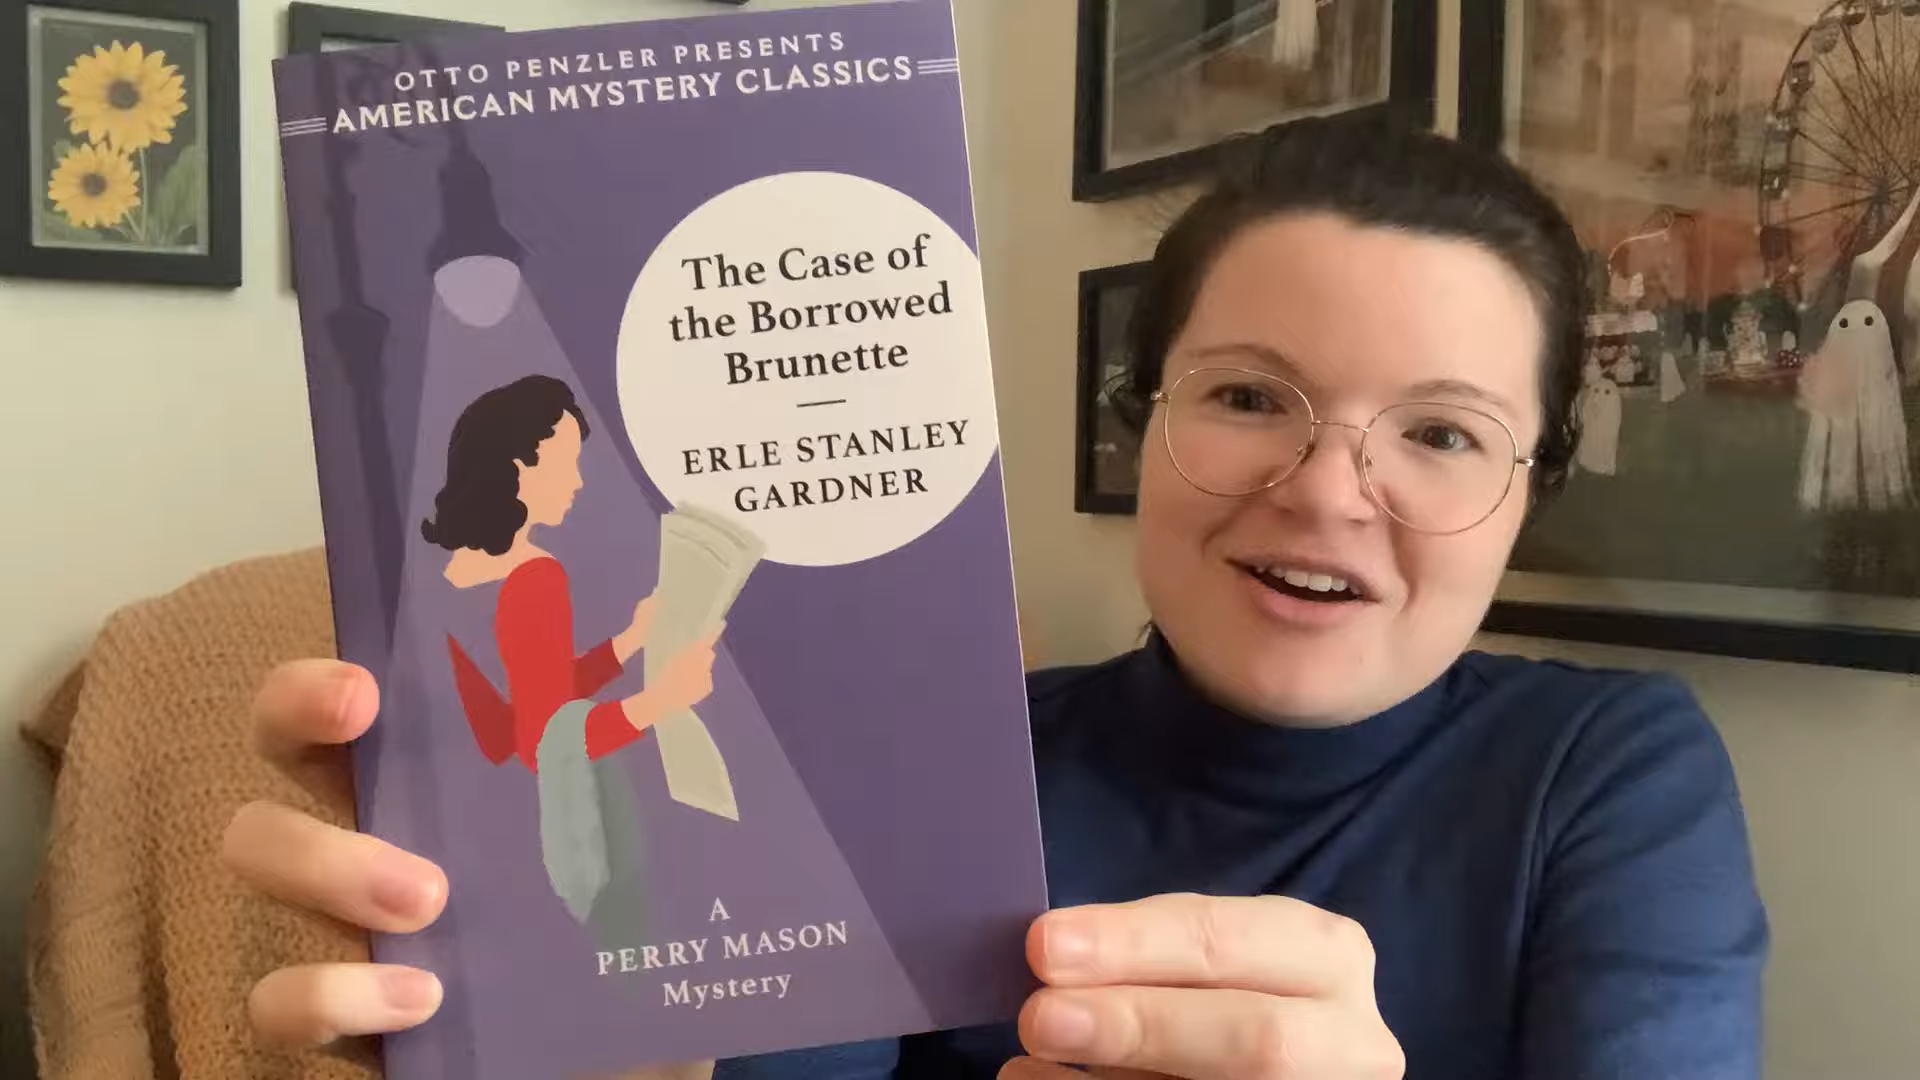 OTTO PENZLER PRESENTS
AMERICAN MYSTERY CLASSICS
The Case of
the Borrowed
Brunette
ERLE STANLEY
GARDNER
A
PERRY MASON
Mystery